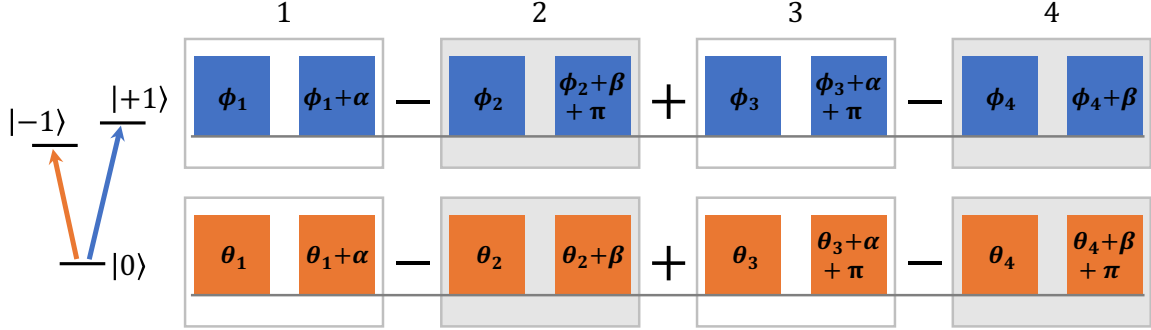 1 2 3 4
|+1⟩
|−1⟩
|0⟩
ϕ₁ ϕ₁+α − ϕ₂ ϕ₂+β
+ π + ϕ₃ ϕ₃+α
+ π − ϕ₄ ϕ₄+β
θ₁ θ₁+α − θ₂ θ₂+β + θ₃ θ₃+α
+ π − θ₄ θ₄+β
+ π